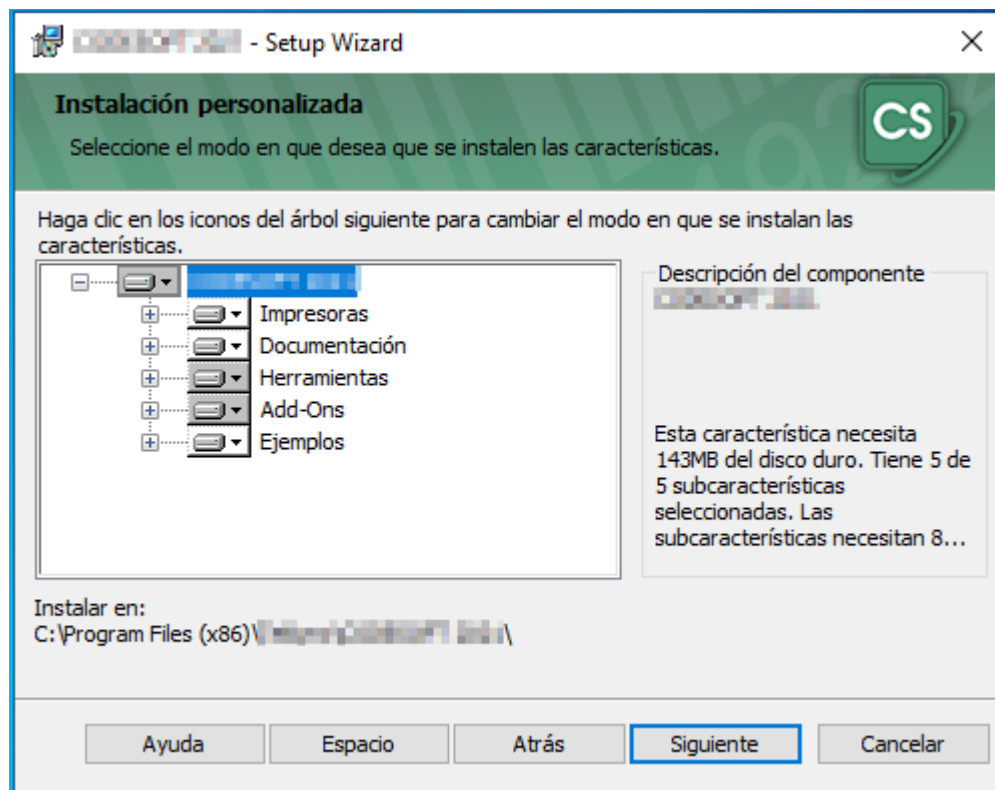 - Setup Wizard
Instalación personalizada
Seleccione el modo en que desea que se instalen las características.
CS
Haga clic en los iconos del árbol siguiente para cambiar el modo en que se instalan las
características.
Impresoras
Documentación
Herramientas
Add-Ons
Ejemplos
Descripción del componente
Esta característica necesita
143MB del disco duro. Tiene 5 de
5 subcaracterísticas
seleccionadas. Las
subcaracterísticas necesitan 8...
Instalar en:
C:\Program Files (x86)\ \
Ayuda
Espacio
Atrás
Siguiente
Cancelar